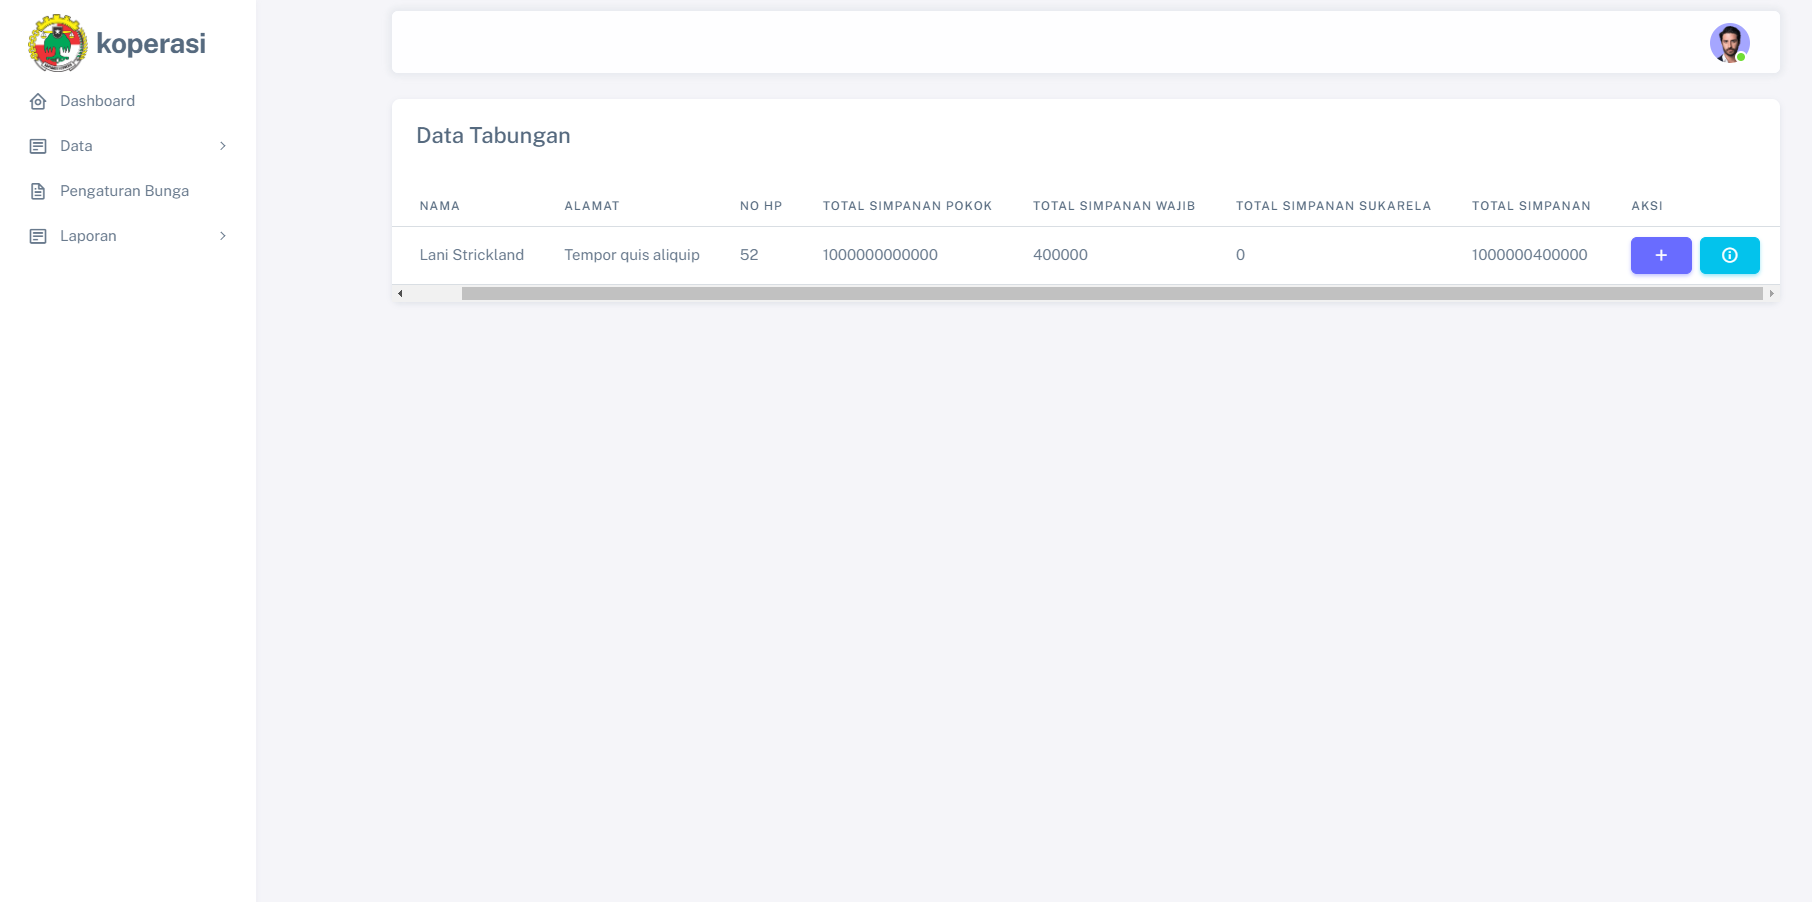 koperasi
Dashboard
Data
Pengaturan Bunga
Laporan
Data Tabungan
NAMA ALAMAT NO HP TOTAL SIMPANAN POKOK TOTAL SIMPANAN WAJIB TOTAL SIMPANAN SUKARELA TOTAL SIMPANAN AKSI
Lani Strickland Tempor quis aliquip 52 1000000000000 400000 0 1000000400000 +